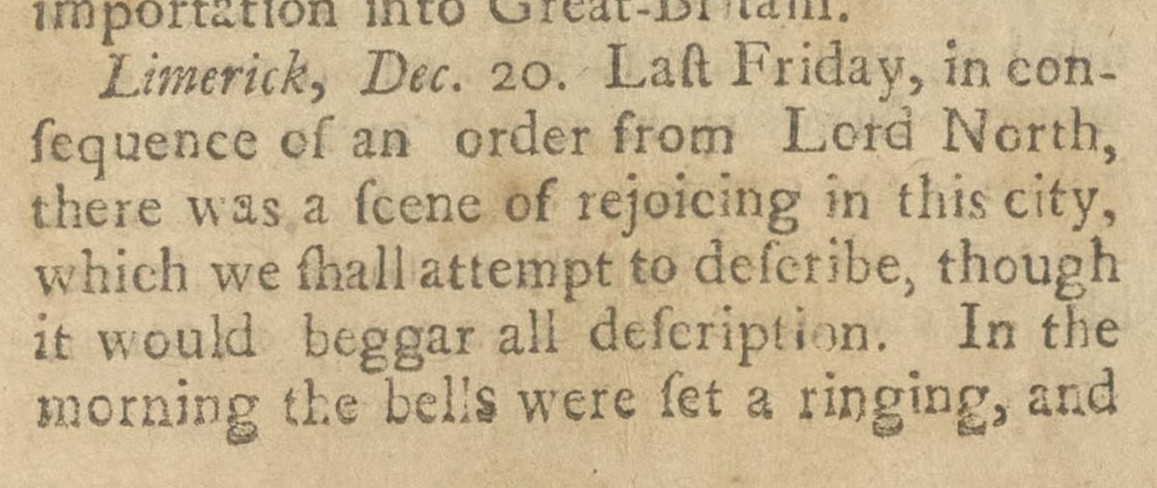 importation into Great-Britain.
Limerick, Dec. 20. Laſt Friday, in con-
ſequence of an order from Lord North,
there was a ſcene of rejoicing in this city,
which we ſhall attempt to deſcribe, though
it would beggar all deſcription. In the
morning the bells were ſet a ringing, and